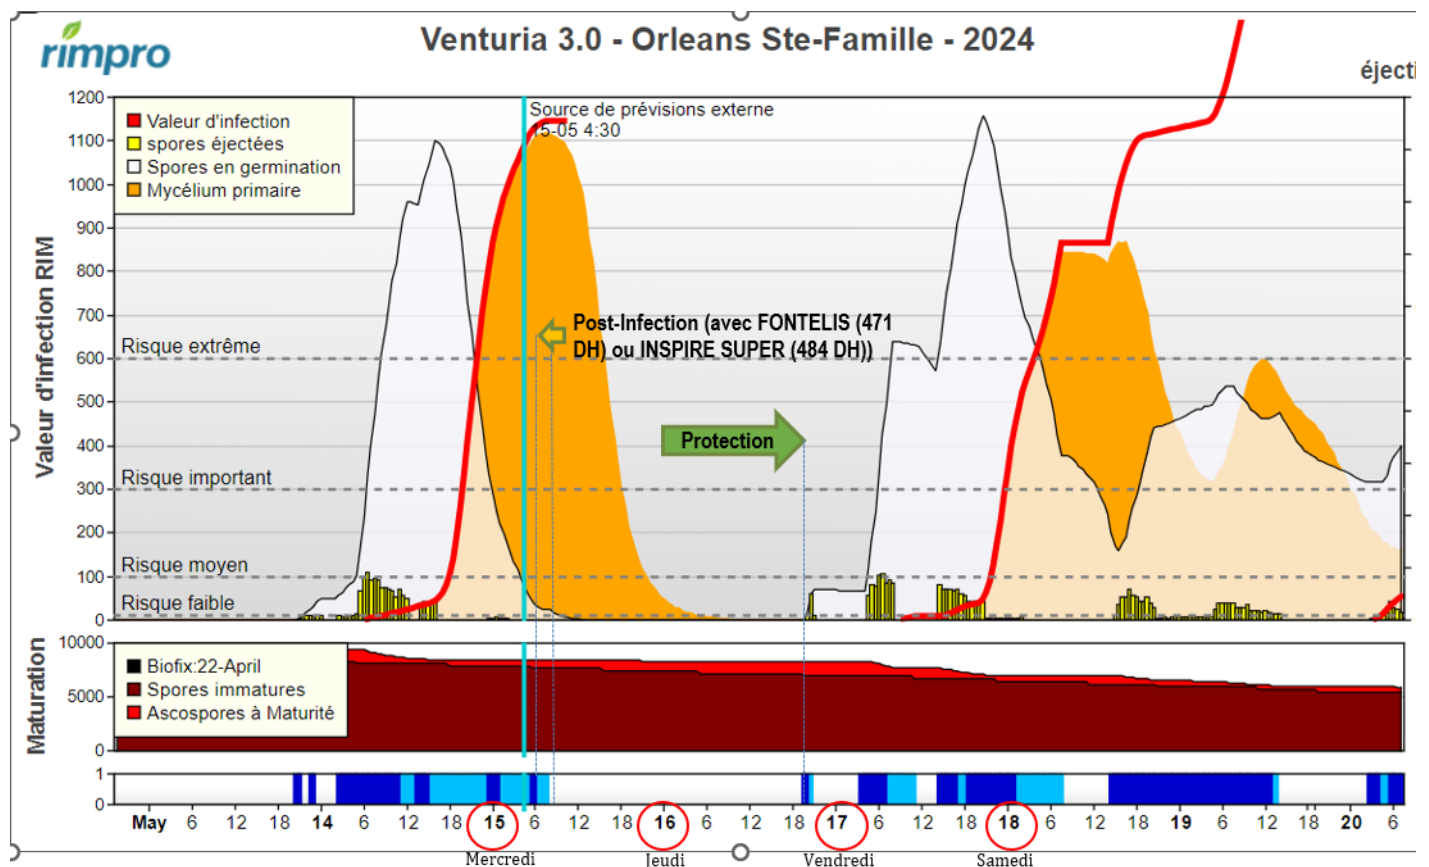 rimpro
Venturia 3.0 - Orleans Ste-Famille - 2024
éjecti
1200
1100
1000
900
800
700
600
500
400
300
200
100
0
Valeur d'infection RIM
Valeur d'infection
spores éjectées
Spores en germination
Mycélium primaire
Source de prévisions externe
15-05 4:30
Post-Infection (avec FONTELIS (471
DH) ou INSPIRE SUPER (484 DH))
Risque extrême
Protection
Risque important
Risque moyen
Risque faible
Maturation
10000
5000
0
Biofix:22-April
Spores immatures
Ascospores à Maturité
1
0
May 6 12 18 14 6 12 18 15 6 12 18 16 6 12 18 17 6 12 18 18 6 12 18 19 6 12 18 20 6
Mercredi Jeudi Vendredi Samedi